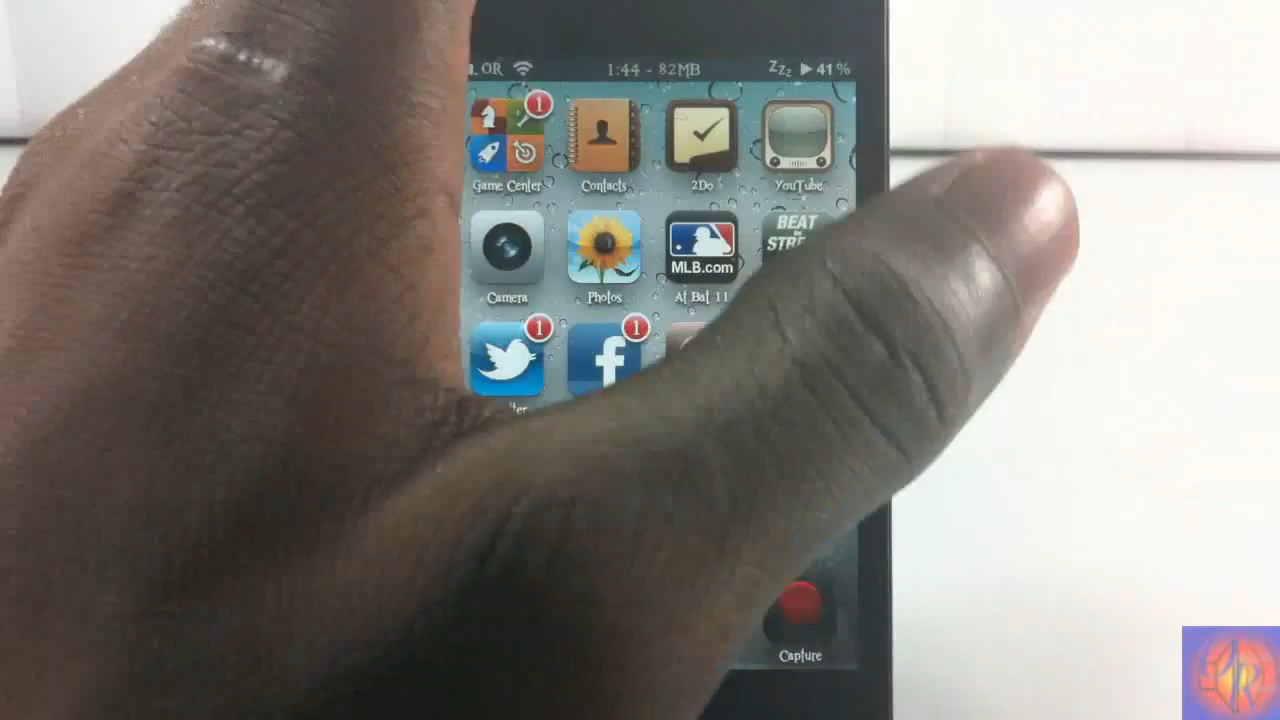 OR 1:44 - 82MB ZZZ 41%
1
Game Center Contacts 2Do YouTube
BEAT
MLB.com
Camera Photos At Bat 11
1 1
f
Capture